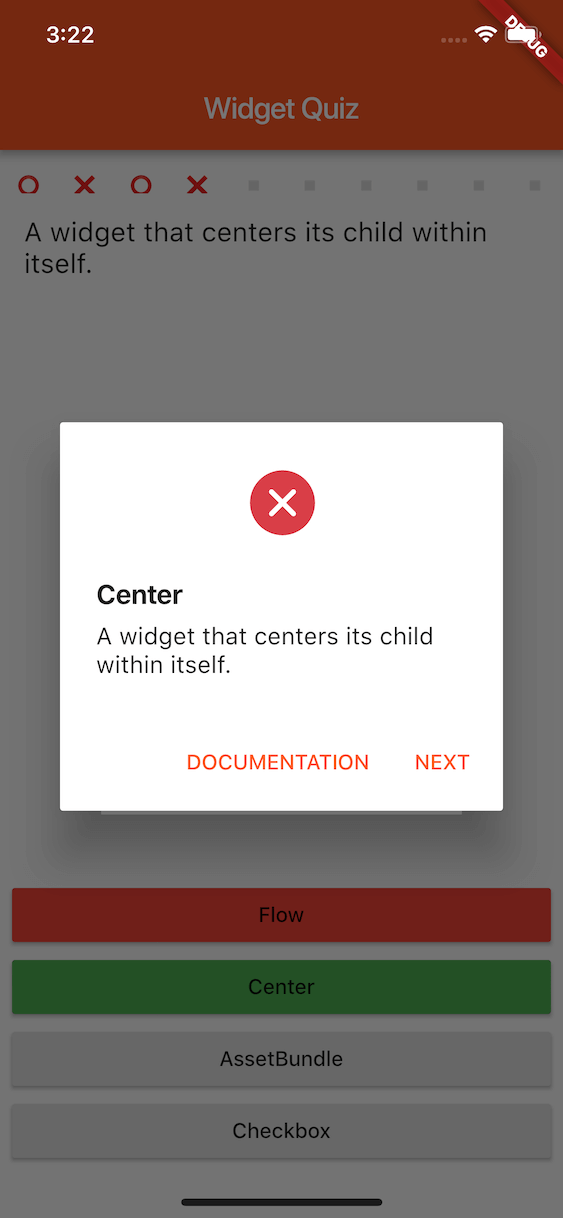 3:22
DEBUG
Widget Quiz
A widget that centers its child within
itself.
Center
A widget that centers its child
within itself.
DOCUMENTATION
NEXT
Flow
Center
AssetBundle
Checkbox